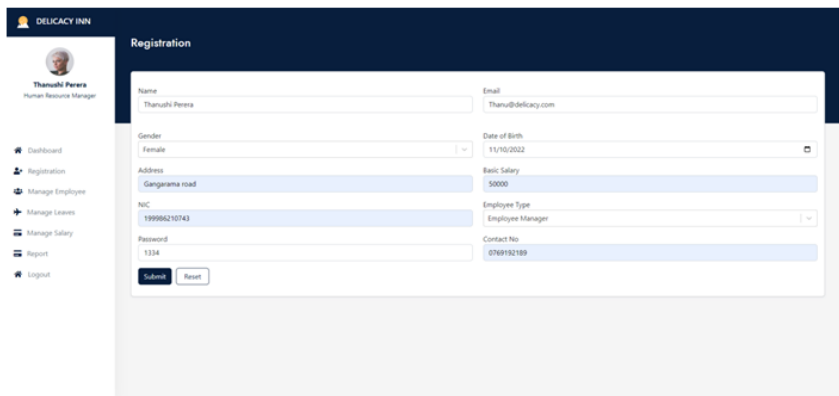 DELICACY INN
Thanushi Perera
Human Resource Manager
Dashboard
Registration
Manage Employee
Manage Leaves
Manage Salary
Report
Logout
Registration
Name
Thanushi Perera
Email
Thanu@delicacy.com
Gender
Female
Date of Birth
11/10/2022
Address
Gangarama road
Basic Salary
50000
NIC
199986210743
Employee Type
Employee Manager
Password
1334
Contact No
0769192189
Submit
Reset